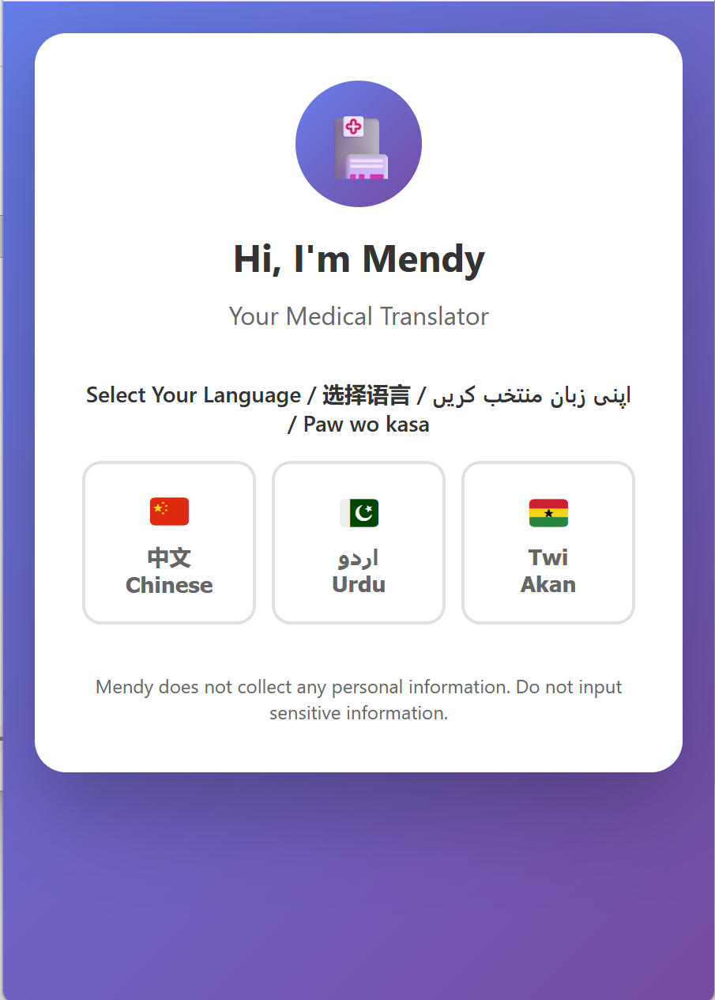 Hi, I'm Mendy
Your Medical Translator
Select Your Language / 选择语言 / اپنی زبان منتخب کریں
/ Paw wo kasa
中文
Chinese
اردو
Urdu
Twi
Akan
Mendy does not collect any personal information. Do not input
sensitive information.